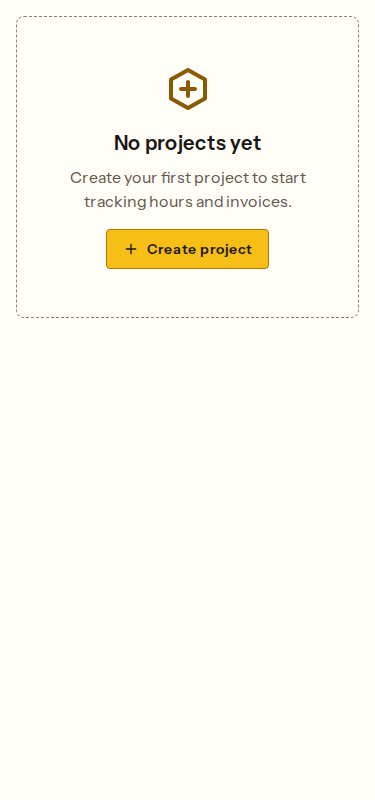 No projects yet
Create your first project to start
tracking hours and invoices.
Create project